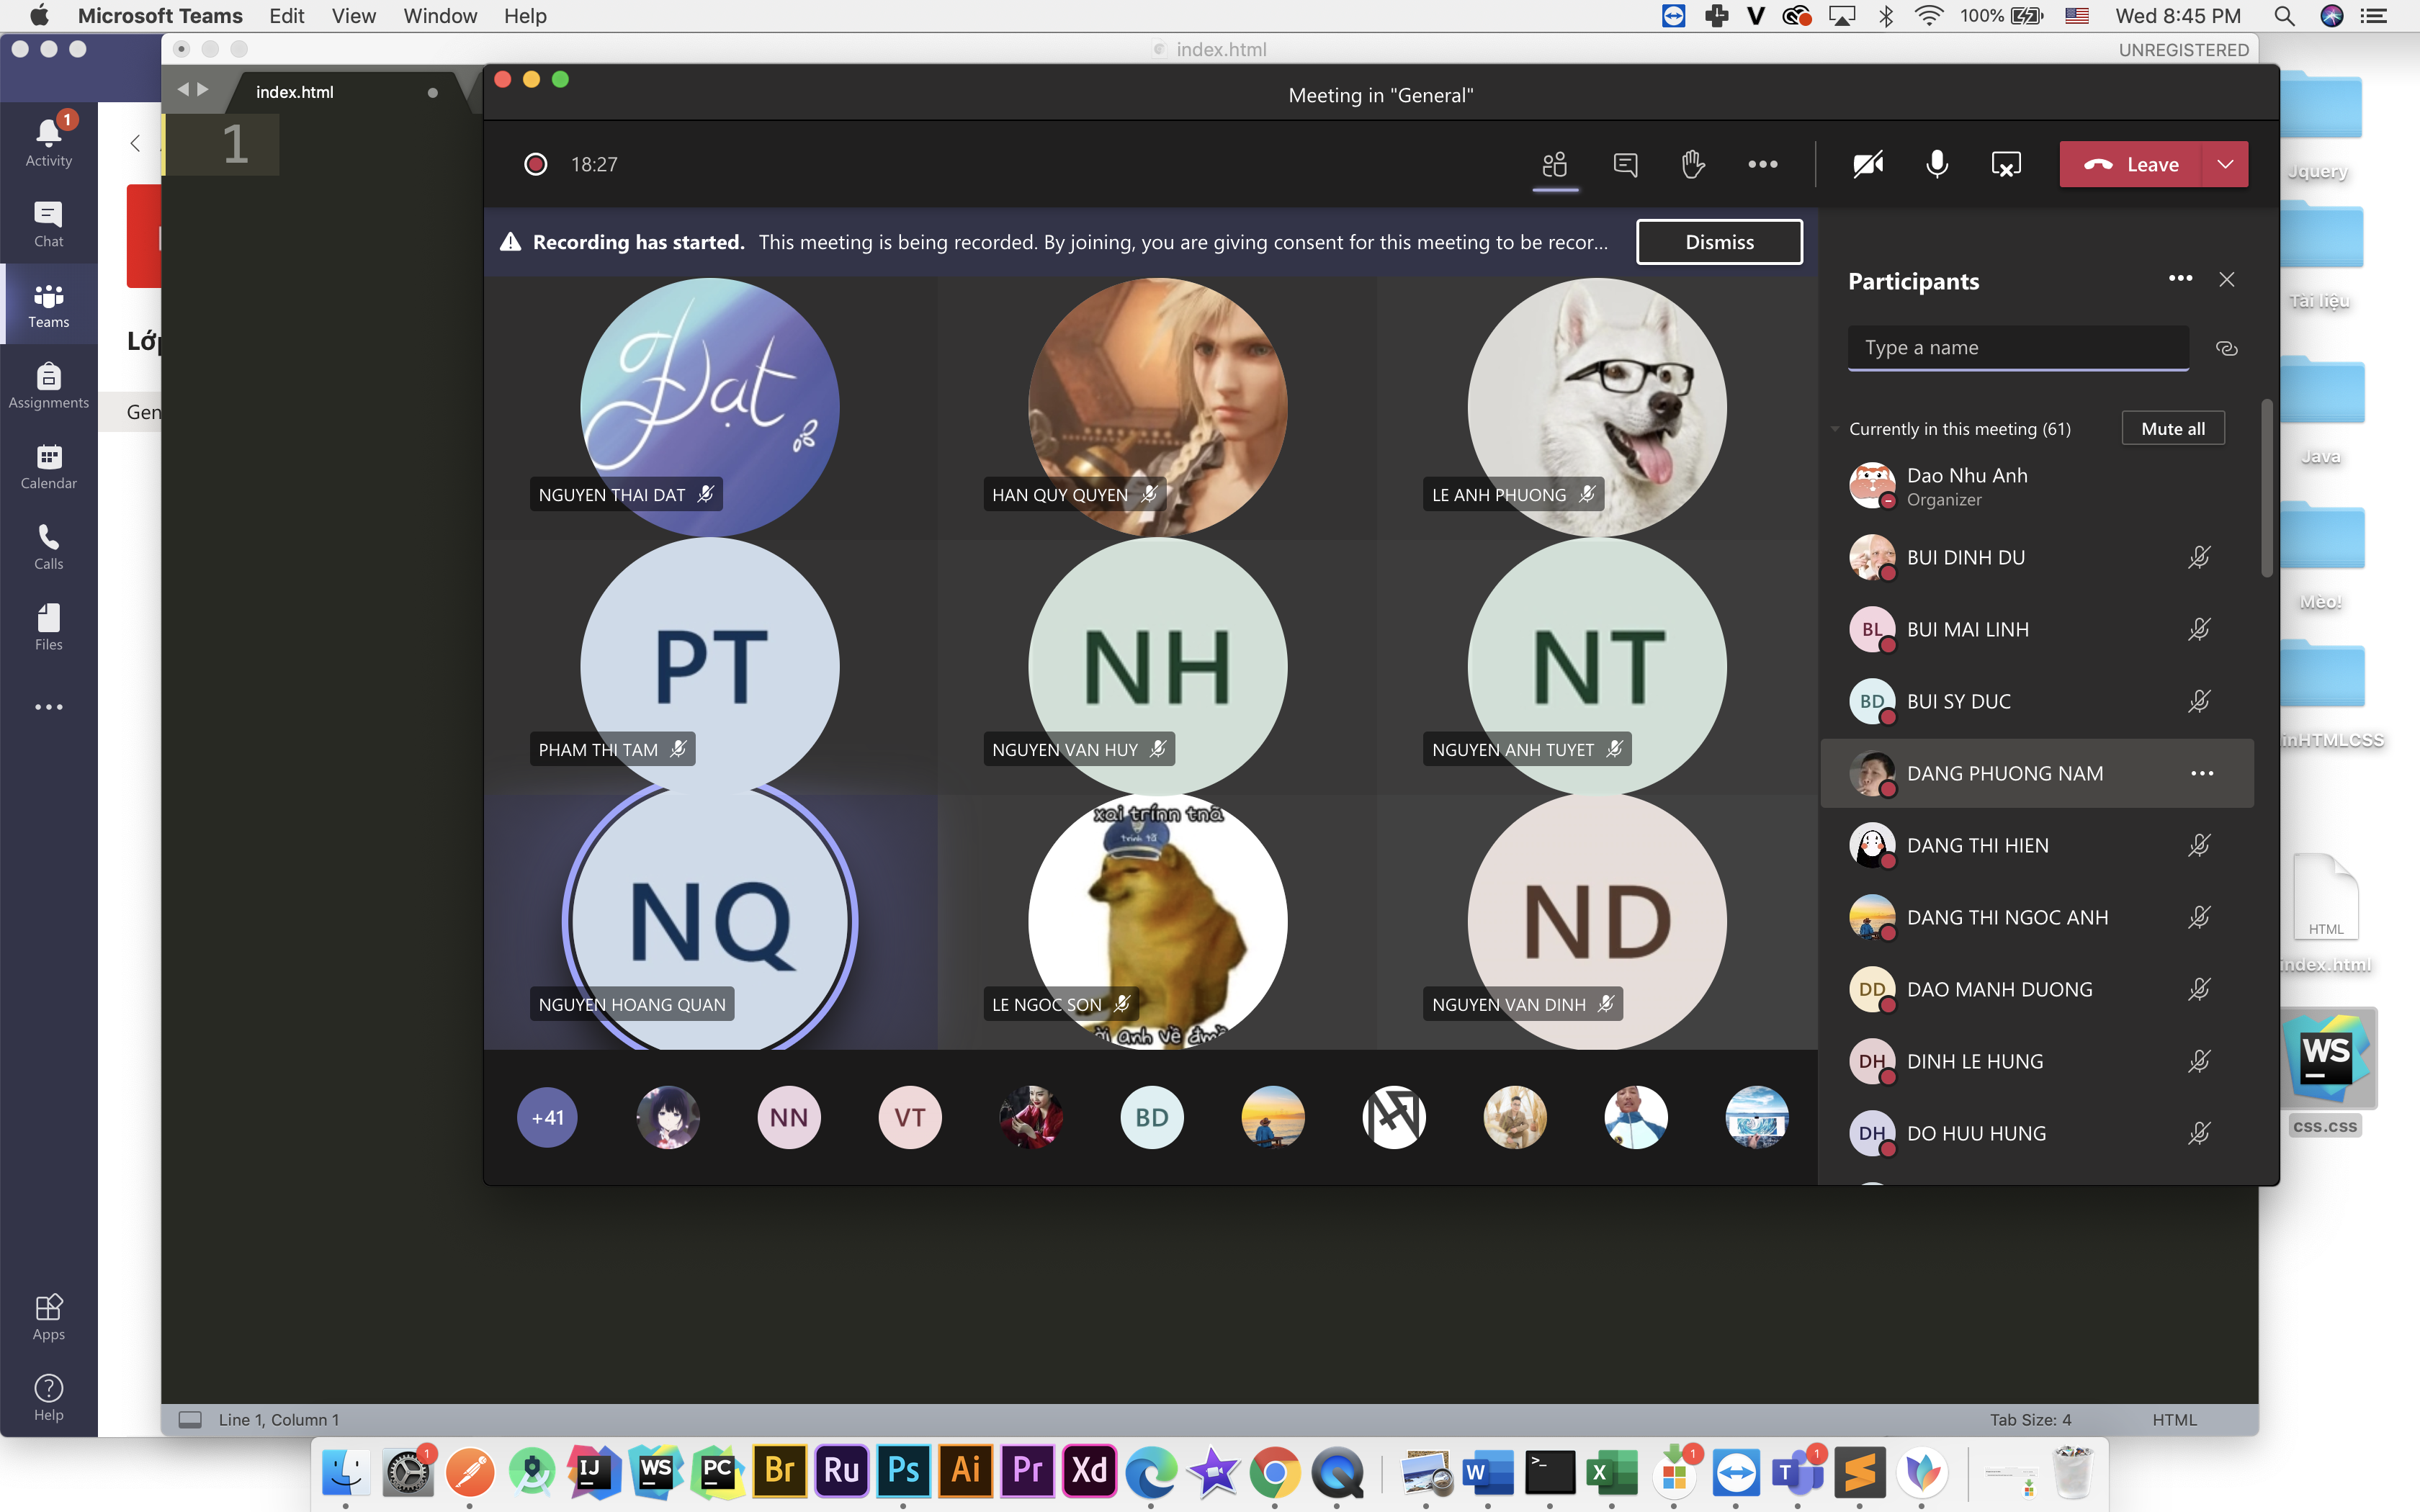 Microsoft Teams Edit View Window Help
100% Wed 8:45 PM
index.html
UNREGISTERED
index.html
1
Meeting in "General"
1
Activity
Chat
Teams
Assignments
Calendar
Calls
Files
Apps
Help
Gen
18:27
Leave
Recording has started. This meeting is being recorded. By joining, you are giving consent for this meeting to be recor...
Dismiss
Đạt
NGUYEN THAI DAT
HAN QUY QUYEN
LE ANH PHUONG
PT
PHAM THI TAM
NH
NGUYEN VAN HUY
NT
NGUYEN ANH TUYET
NQ
NGUYEN HOANG QUAN
LE NGOC SON
ND
NGUYEN VAN DINH
+41
NN
VT
BD
Participants
Type a name
Currently in this meeting (61)
Mute all
Dao Nhu Anh
Organizer
BUI DINH DU
BL
BUI MAI LINH
BD
BUI SY DUC
DANG PHUONG NAM
DANG THI HIEN
DANG THI NGOC ANH
DD
DAO MANH DUONG
DH
DINH LE HUNG
DH
DO HUU HUNG
Jquery
Tài liệu
Java
Mèo!
inHTMLCSS
HTML
index.html
WS
css.css
Line 1, Column 1
Tab Size: 4
HTML
1
IJ
WS
PC
Br
Ru
Ps
Ai
Pr
Xd
W
>_
X
1
T
1